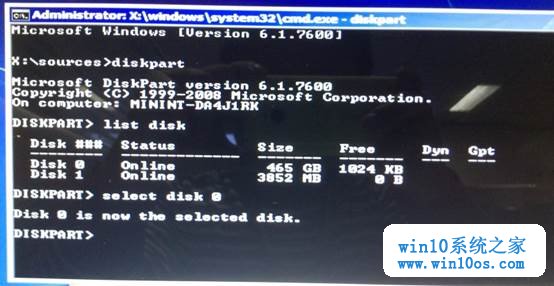 Administrator: X:\windows\system32\cmd.exe - diskpart
Microsoft Windows [Version 6.1.7600]
X:\sources>diskpart
Microsoft DiskPart version 6.1.7600
Copyright (C) 1999-2008 Microsoft Corporation.
On computer: MININT-DA4J1RK
DISKPART> list disk
Disk ### Status Size Free Dyn Gpt
-------- ------------- ------- ------- --- ---
Disk 0 Online 465 GB 1024 KB
Disk 1 Online 3852 MB 0 B
DISKPART> select disk 0
Disk 0 is now the selected disk.
DISKPART>
win10系统之家
www.win10os.com